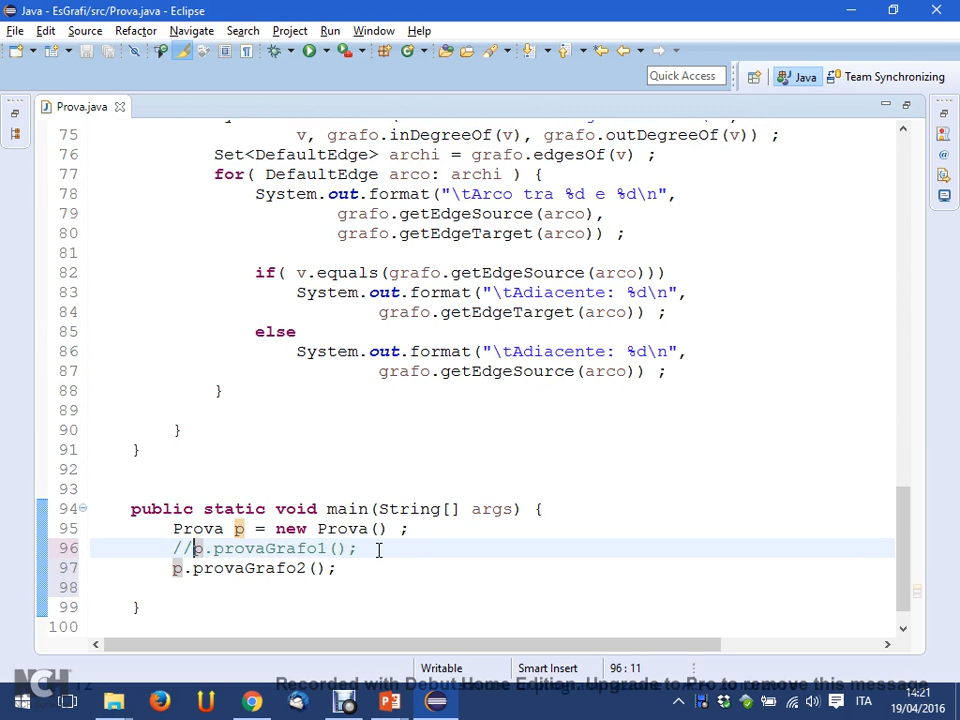 Java - EsGrafi/src/Prova.java - Eclipse
File Edit Source Refactor Navigate Search Project Run Window Help
Quick Access
Java
Team Synchronizing
Prova.java
75 v, grafo.inDegreeOf(v), grafo.outDegreeOf(v)) ;
76 Set<DefaultEdge> archi = grafo.edgesOf(v) ;
77 for( DefaultEdge arco: archi ) {
78 System.out.format("\tArco tra %d e %d\n",
79 grafo.getEdgeSource(arco),
80 grafo.getEdgeTarget(arco)) ;
81
82 if( v.equals(grafo.getEdgeSource(arco)))
83 System.out.format("\tAdiacente: %d\n",
84 grafo.getEdgeTarget(arco)) ;
85 else
86 System.out.format("\tAdiacente: %d\n",
87 grafo.getEdgeSource(arco)) ;
88 }
89
90 }
91 }
92
93
94 public static void main(String[] args) {
95 Prova p = new Prova() ;
96 //p.provaGrafo1();
97 p.provaGrafo2();
98
99 }
100
Writable Smart Insert 96 : 11
NCH
Recorded with Debut Home Edition. Upgrade to Pro to remove this message
ITA
14:21
19/04/2016